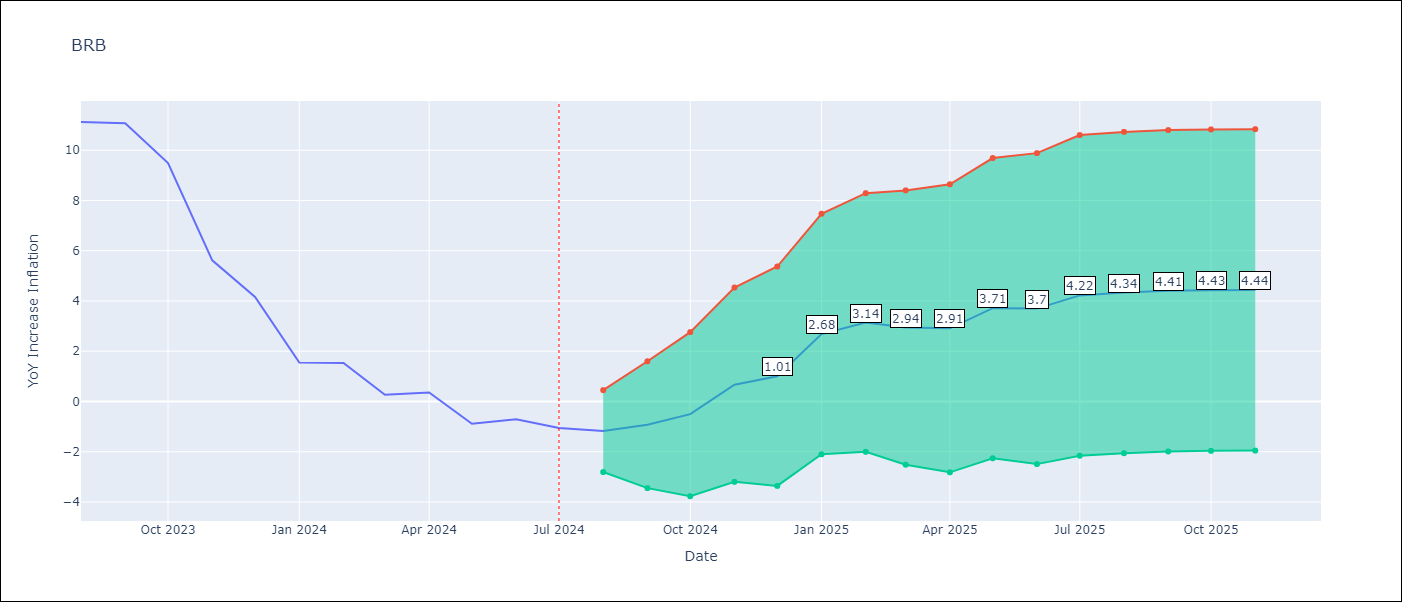 BRB
YoY Increase Inflation
10
8
6
4
2
0
−2
−4
1.01
2.68
3.14
2.94
2.91
3.71
3.7
4.22
4.34
4.41
4.43
4.44
Oct 2023
Jan 2024
Apr 2024
Jul 2024
Oct 2024
Jan 2025
Apr 2025
Jul 2025
Oct 2025
Date